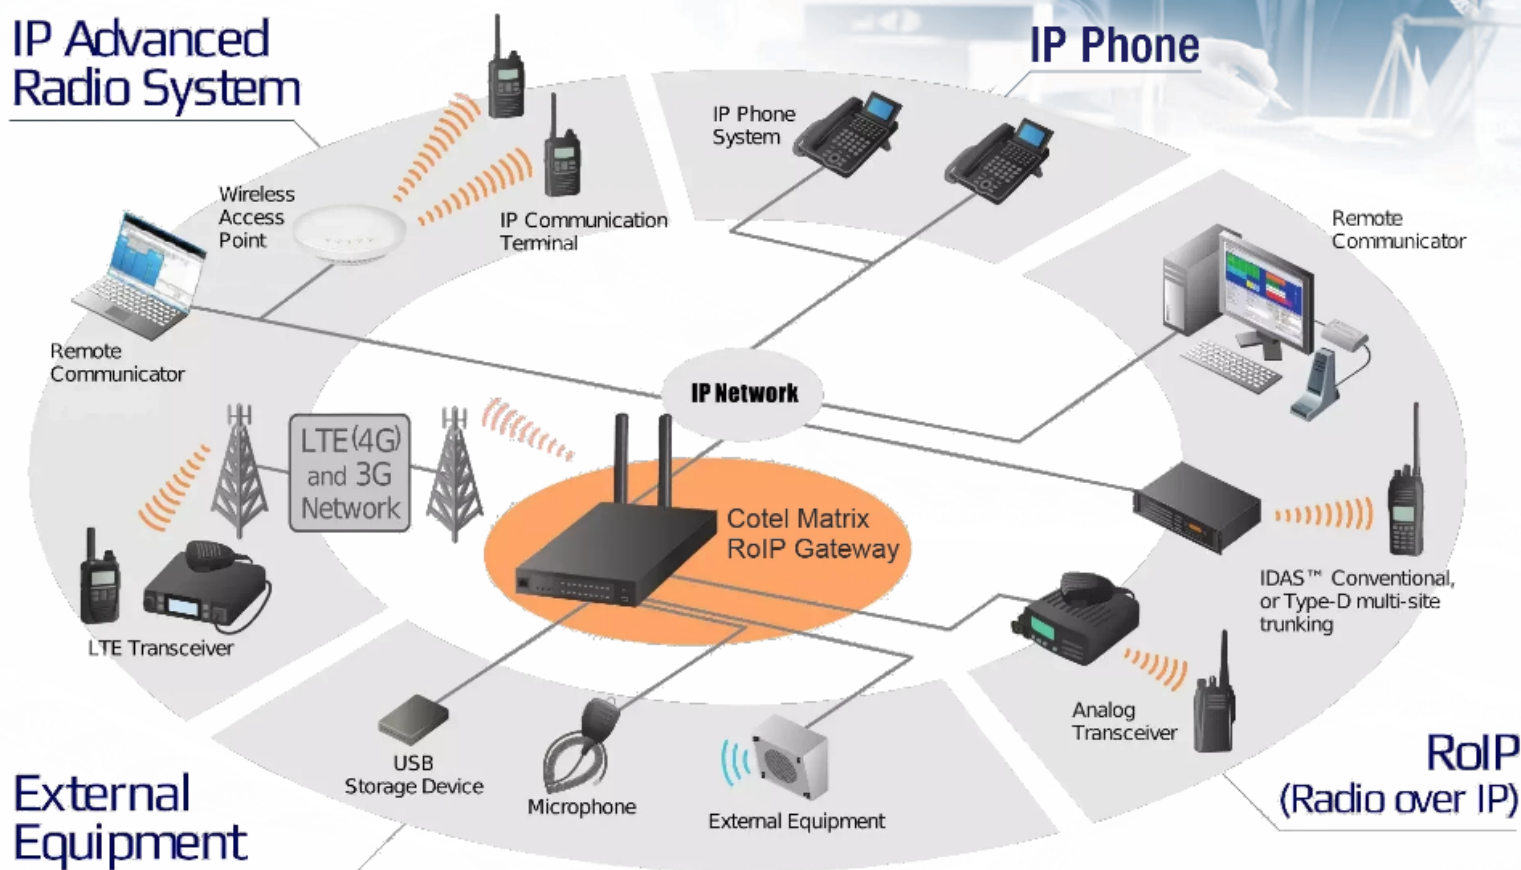 IP Advanced
Radio System
IP Phone
IP Phone
System
Wireless
Access
Point
IP Communication
Terminal
Remote
Communicator
Remote
Communicator
IP Network
LTE(4G)
and 3G
Network
Cotel Matrix
RoIP Gateway
LTE Transceiver
IDAS™ Conventional,
or Type-D multi-site
trunking
Analog
Transceiver
USB
Storage Device
Microphone
External Equipment
External
Equipment
RoIP
(Radio over IP)